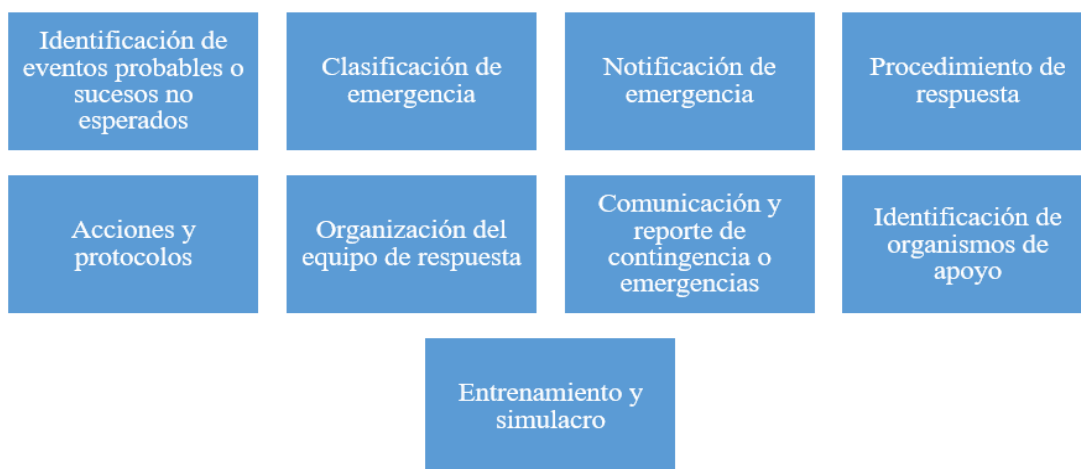 Identificación de
eventos probables o
sucesos no
esperados
Clasificación de
emergencia
Notificación de
emergencia
Procedimiento de
respuesta
Acciones y
protocolos
Organización del
equipo de respuesta
Comunicación y
reporte de
contingencia o
emergencias
Identificación de
organismos de
apoyo
Entrenamiento y
simulacro